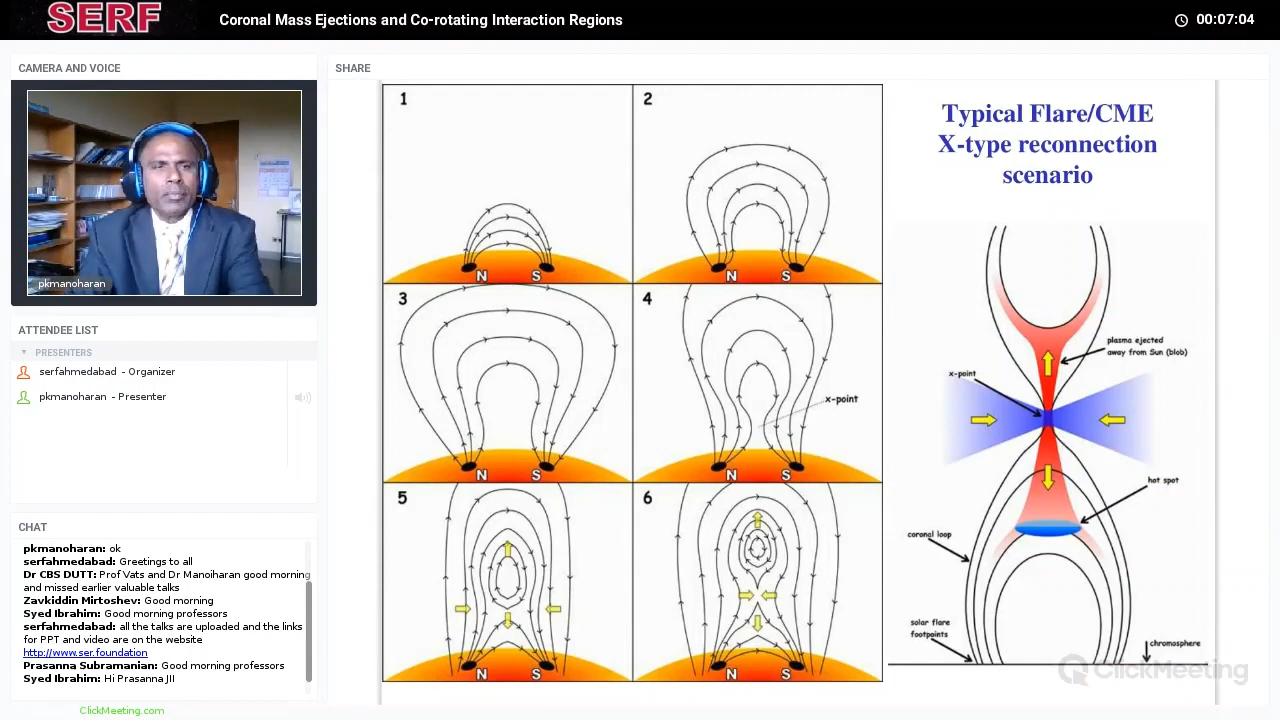 SERF
Coronal Mass Ejections and Co-rotating Interaction Regions
00:07:04
CAMERA AND VOICE
pkmanoharan
ATTENDEE LIST
PRESENTERS
serfahmedabad - Organizer
pkmanoharan - Presenter
CHAT
pkmanoharan: ok
serfahmedabad: Greetings to all
Dr CBS DUTT: Prof Vats and Dr Manoiharan good morning
and missed earlier valuable talks
Zavkiddin Mirtoshev: Good morning
Syed Ibrahim: Good morning professors
serfahmedabad: all the talks are uploaded and the links
for PPT and video are on the website
http://www.ser.foundation
Prasanna Subramanian: Good morning professors
Syed Ibrahim: Hi Prasanna JII
ClickMeeting.com
SHARE
1
N S
2
N S
3
N S
4
x-point
N S
5
N S
6
N S
Typical Flare/CME
X-type reconnection
scenario
plasma ejected
away from Sun (blob)
x-point
hot spot
coronal loop
solar flare
footpoints
chromosphere
ClickMeeting